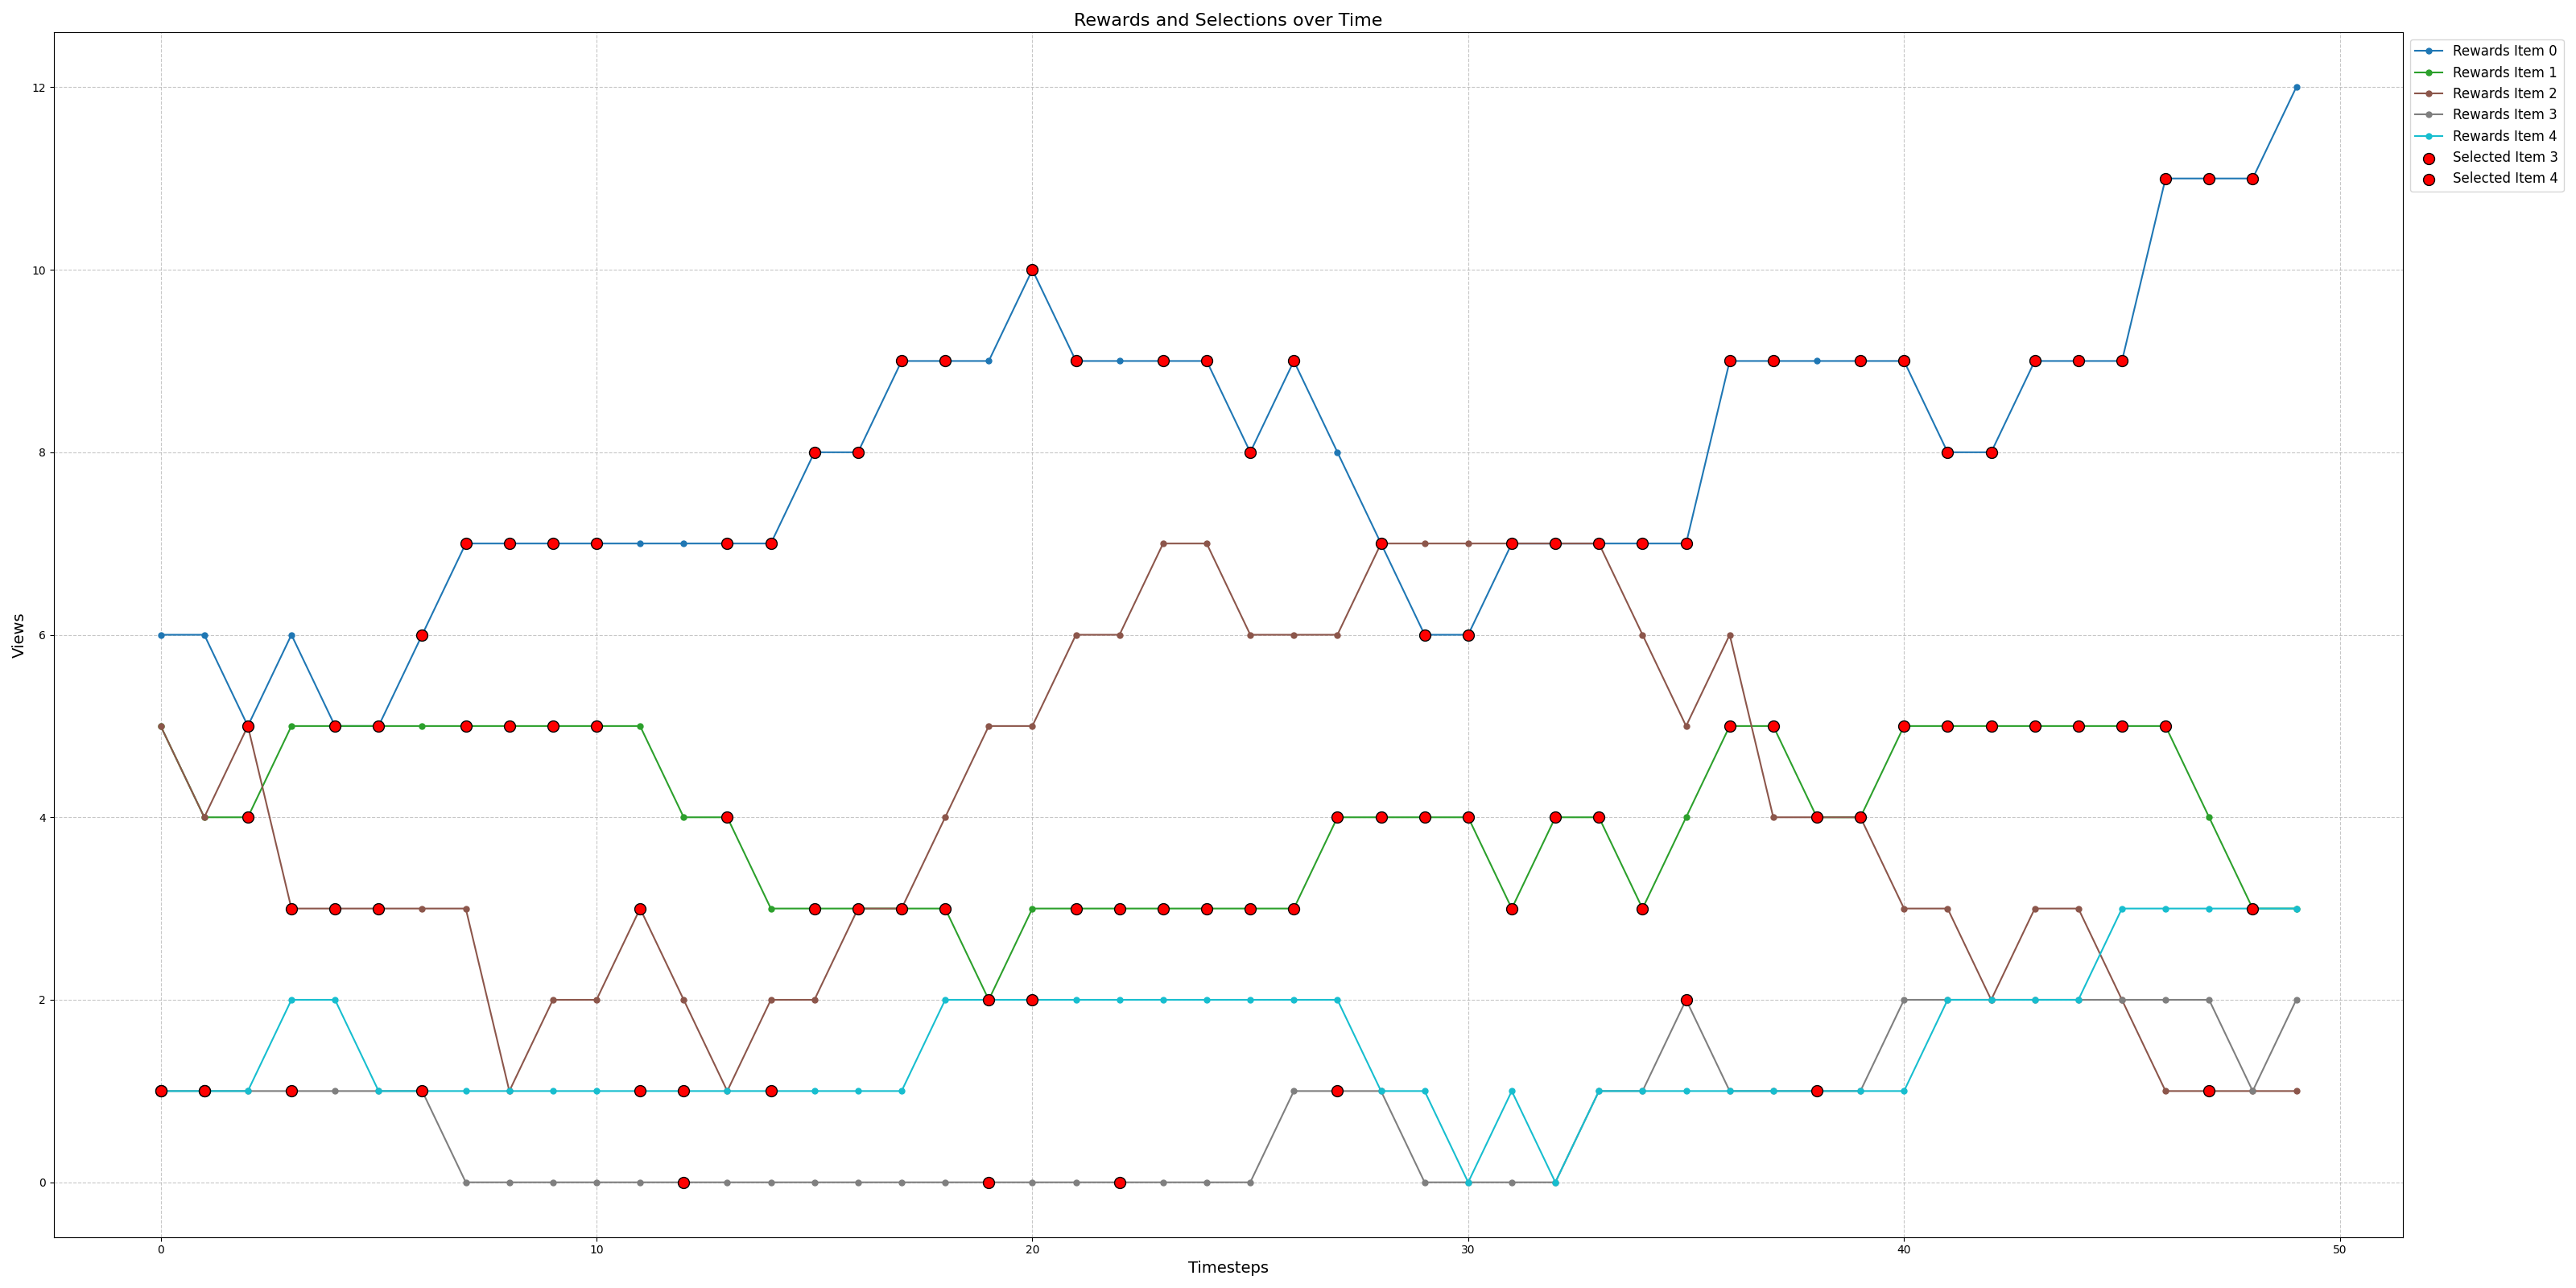 Rewards and Selections over Time
Rewards Item 0
Rewards Item 1
Rewards Item 2
Rewards Item 3
Rewards Item 4
Selected Item 3
Selected Item 4
Views
12
10
8
6
4
2
0
0 10 20 30 40 50
Timesteps